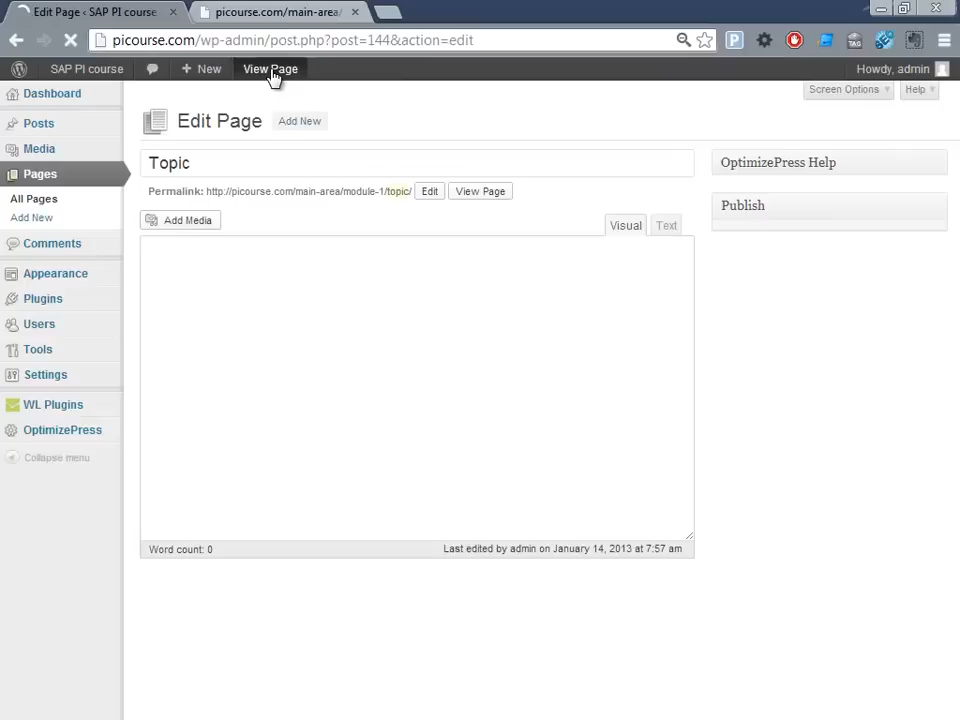 Edit Page ‹ SAP PI course
picourse.com/main-area/
picourse.com/wp-admin/post.php?post=144&action=edit
SAP PI course
+ New
View Page
Howdy, admin
Dashboard
Posts
Media
Pages
All Pages
Add New
Comments
Appearance
Plugins
Users
Tools
Settings
WL Plugins
OptimizePress
Collapse menu
Screen Options
Help
Edit Page
Add New
Topic
Permalink: http://picourse.com/main-area/module-1/topic/
Edit
View Page
Add Media
Visual
Text
Word count: 0
Last edited by admin on January 14, 2013 at 7:57 am
OptimizePress Help
Publish